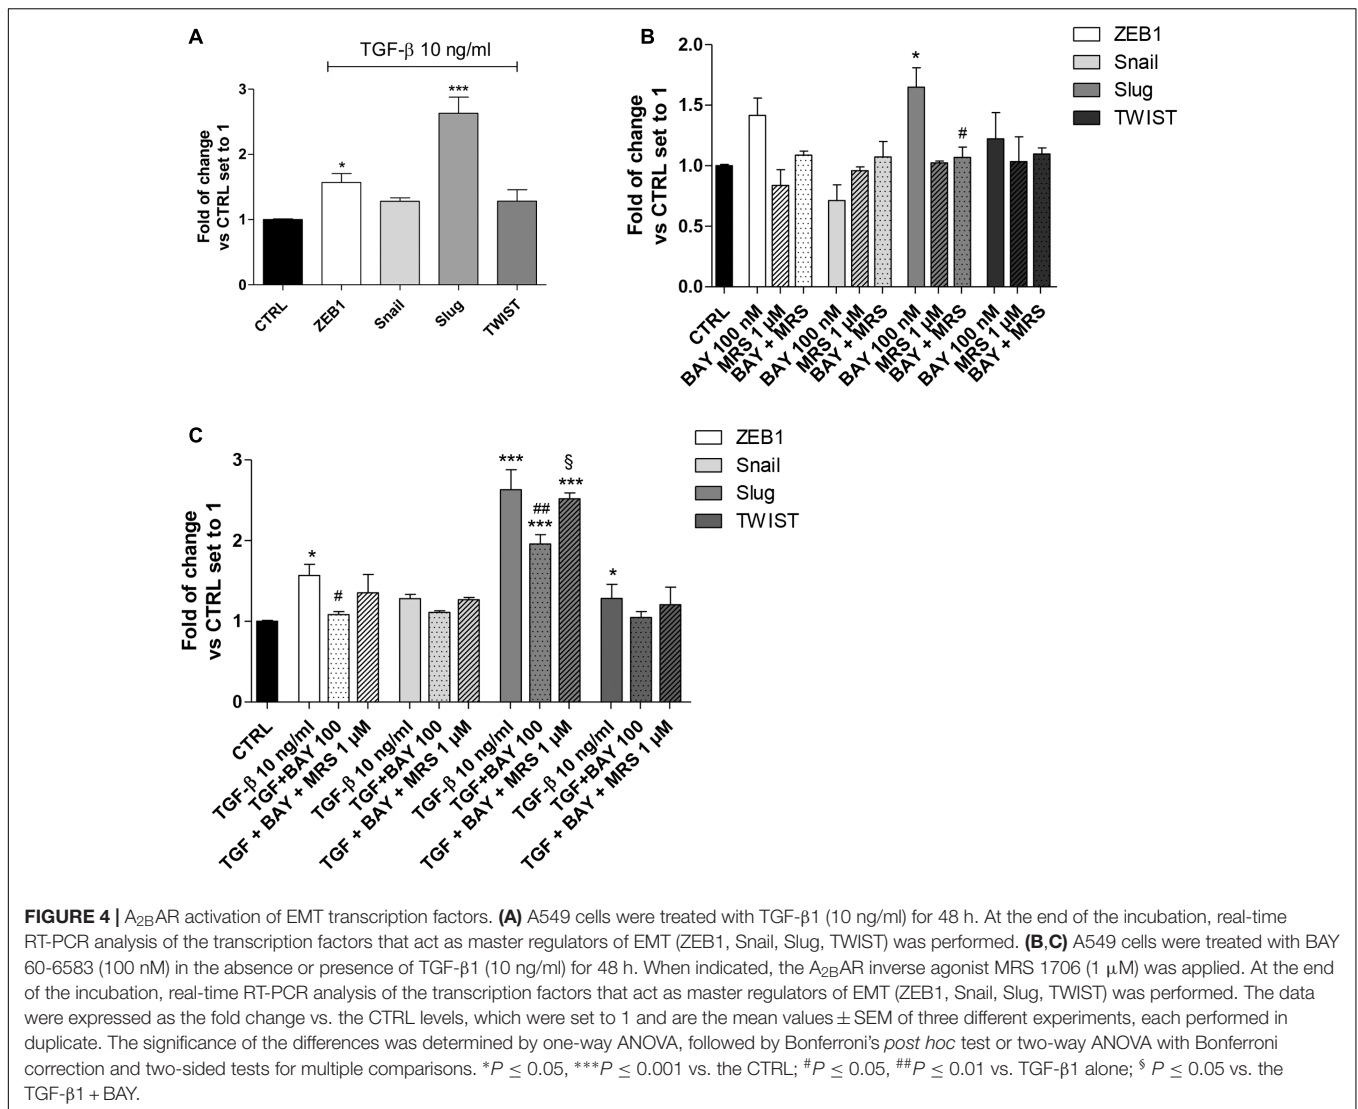 A
TGF-β 10 ng/ml
Fold of change
vs CTRL set to 1
3
2
1
0
*
***
CTRL
ZEB1
Snail
Slug
TWIST
B
Fold of change
vs CTRL set to 1
2.0
1.5
1.0
0.5
0.0
*
#
CTRL
BAY 100 nM
MRS 1 µM
BAY + MRS
BAY 100 nM
MRS 1 µM
BAY + MRS
BAY 100 nM
MRS 1 µM
BAY + MRS
BAY 100 nM
MRS 1 µM
BAY + MRS
ZEB1
Snail
Slug
TWIST
C
Fold of change
vs CTRL set to 1
3
2
1
0
*
#
***
##
***
§
***
*
CTRL
TGF-β 10 ng/ml
TGF+BAY 100
TGF + BAY + MRS 1 µM
TGF-β 10 ng/ml
TGF+BAY 100
TGF + BAY + MRS 1 µM
TGF-β 10 ng/ml
TGF+BAY 100
TGF + BAY + MRS 1 µM
TGF-β 10 ng/ml
TGF+BAY 100
TGF + BAY + MRS 1 µM
ZEB1
Snail
Slug
TWIST
FIGURE 4 | A2BAR activation of EMT transcription factors. (A) A549 cells were treated with TGF-β1 (10 ng/ml) for 48 h. At the end of the incubation, real-time
RT-PCR analysis of the transcription factors that act as master regulators of EMT (ZEB1, Snail, Slug, TWIST) was performed. (B,C) A549 cells were treated with BAY
60-6583 (100 nM) in the absence or presence of TGF-β1 (10 ng/ml) for 48 h. When indicated, the A2BAR inverse agonist MRS 1706 (1 µM) was applied. At the end
of the incubation, real-time RT-PCR analysis of the transcription factors that act as master regulators of EMT (ZEB1, Snail, Slug, TWIST) was performed. The data
were expressed as the fold change vs. the CTRL levels, which were set to 1 and are the mean values ± SEM of three different experiments, each performed in
duplicate. The significance of the differences was determined by one-way ANOVA, followed by Bonferroni's post hoc test or two-way ANOVA with Bonferroni
correction and two-sided tests for multiple comparisons. *P ≤ 0.05, ***P ≤ 0.001 vs. the CTRL; #P ≤ 0.05, ##P ≤ 0.01 vs. TGF-β1 alone; § P ≤ 0.05 vs. the
TGF-β1 + BAY.